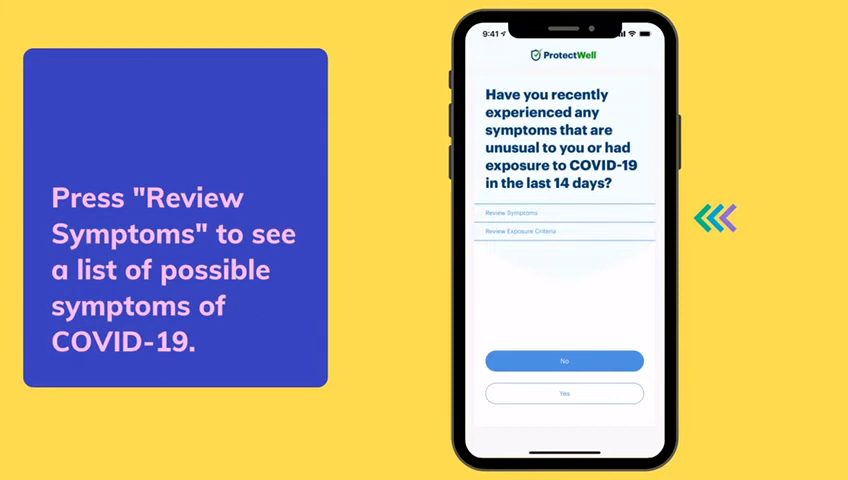 Press "Review
Symptoms" to see
a list of possible
symptoms of
COVID-19.
9:41
ProtectWell
Have you recently
experienced any
symptoms that are
unusual to you or had
exposure to COVID-19
in the last 14 days?
Review Symptoms
Review Exposure Criteria
No
Yes